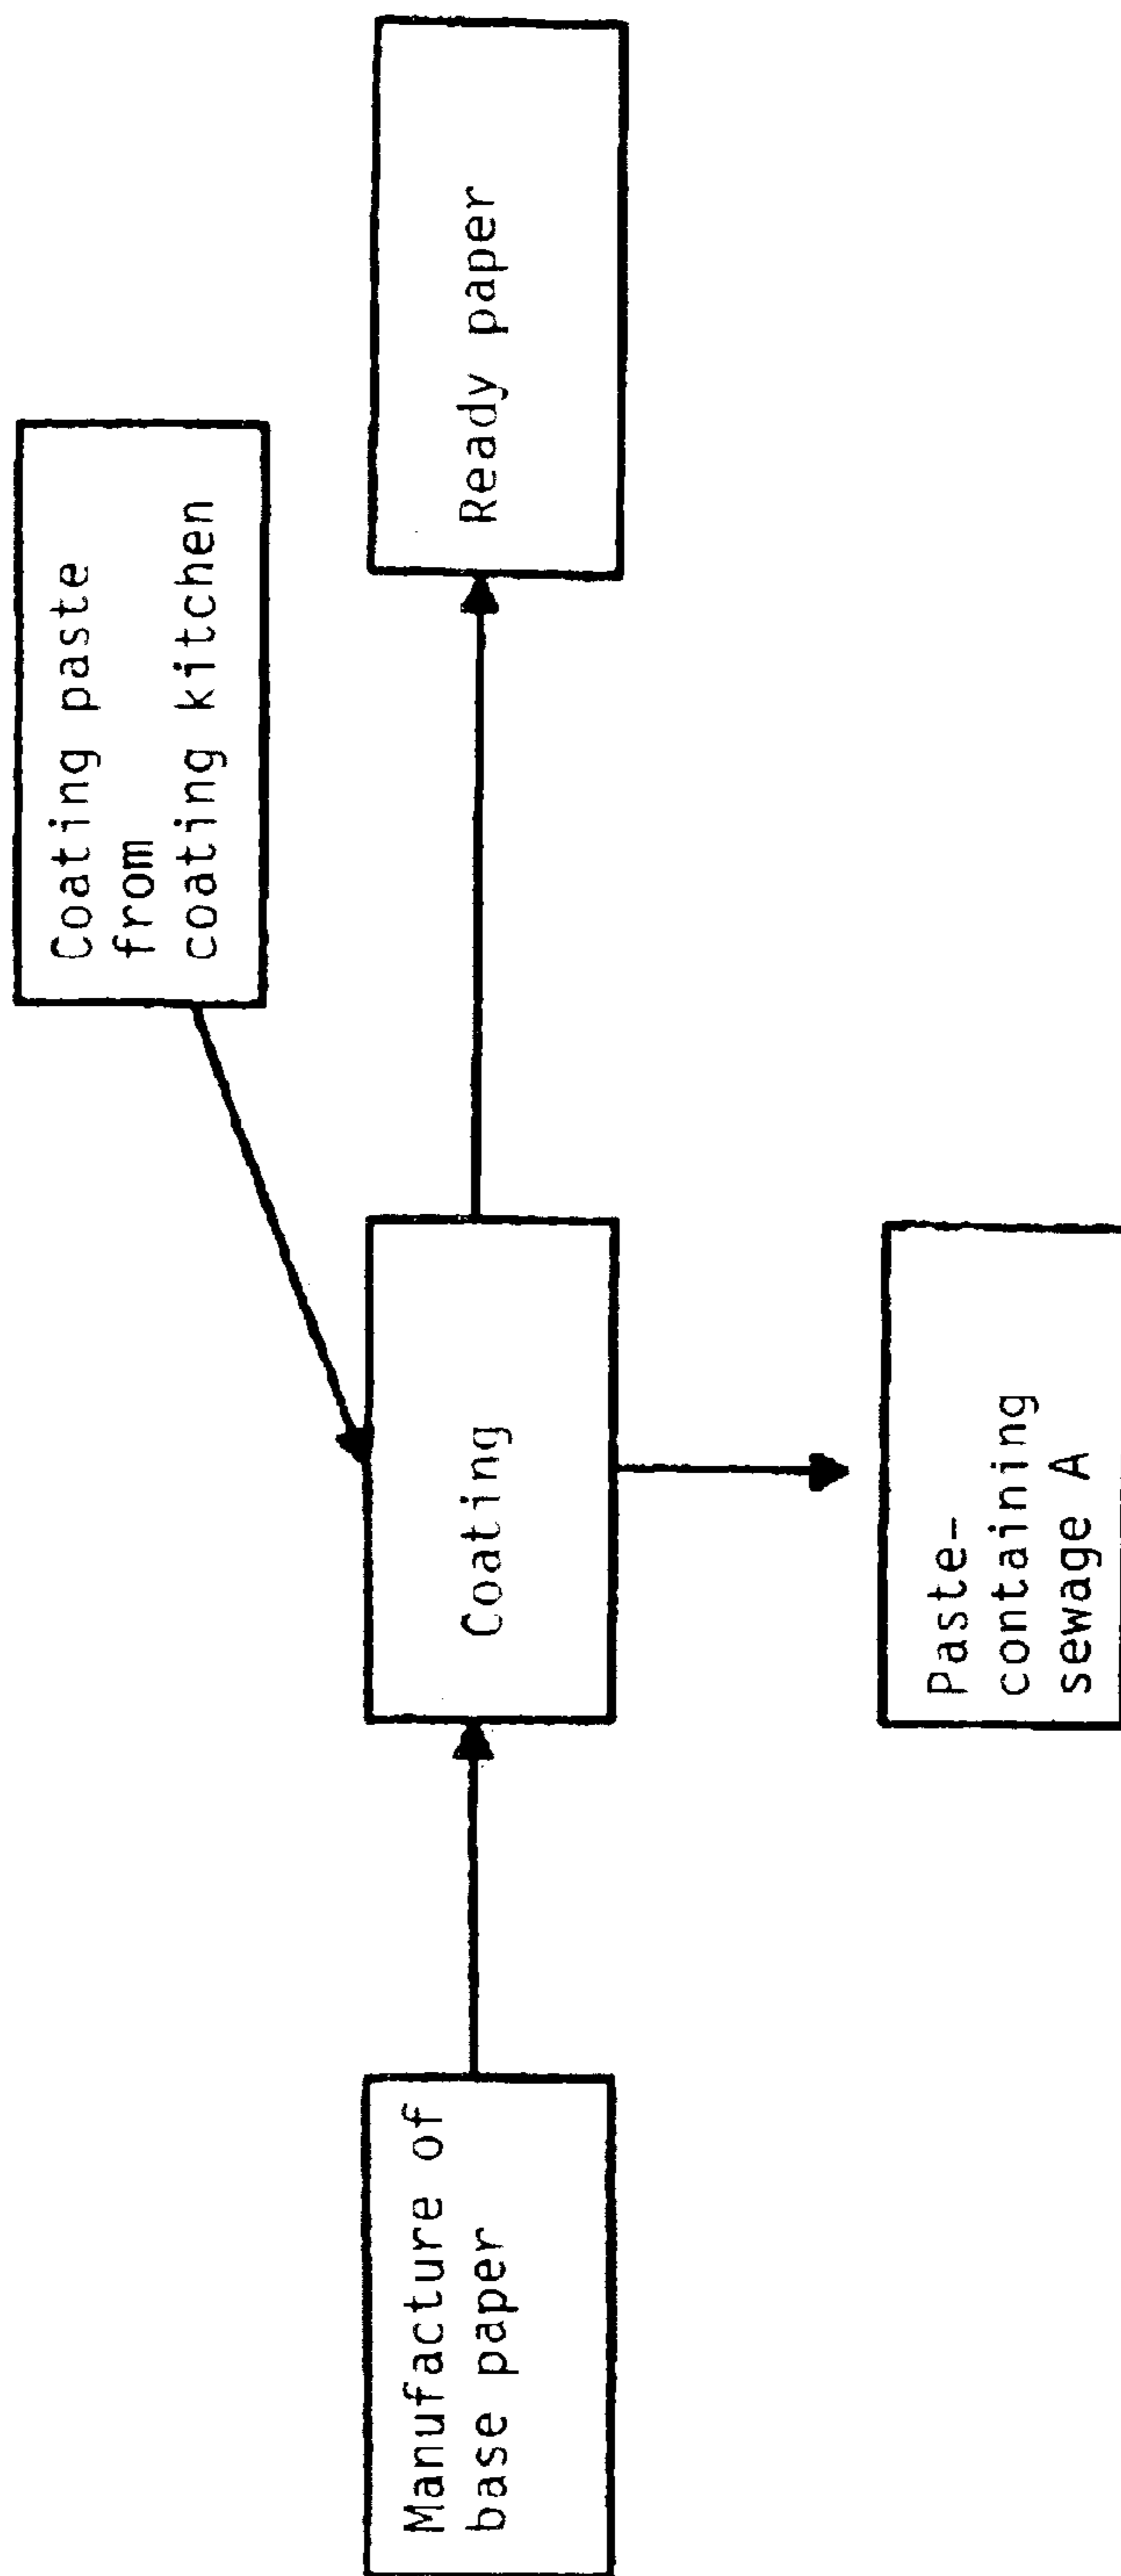 Manufacture of
base paper
Coating
Coating paste
from
coating kitchen
Ready paper
Paste-
containing
sewage A